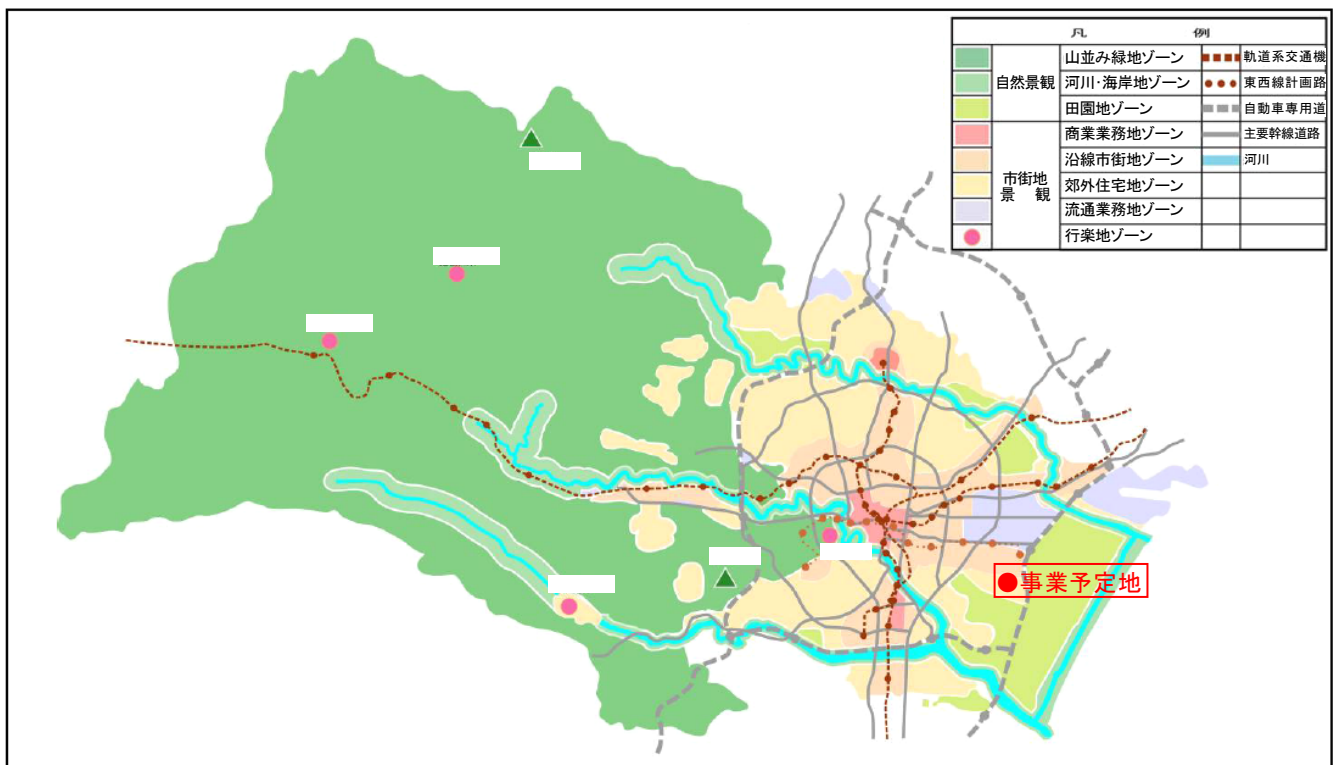 凡 例
自然景観
山並み緑地ゾーン
軌道系交通機
河川・海岸地ゾーン
東西線計画路
田園地ゾーン
自動車専用道
市街地
景 観
商業業務地ゾーン
主要幹線道路
沿線市街地ゾーン
河川
郊外住宅地ゾーン
流通業務地ゾーン
行楽地ゾーン
●事業予定地